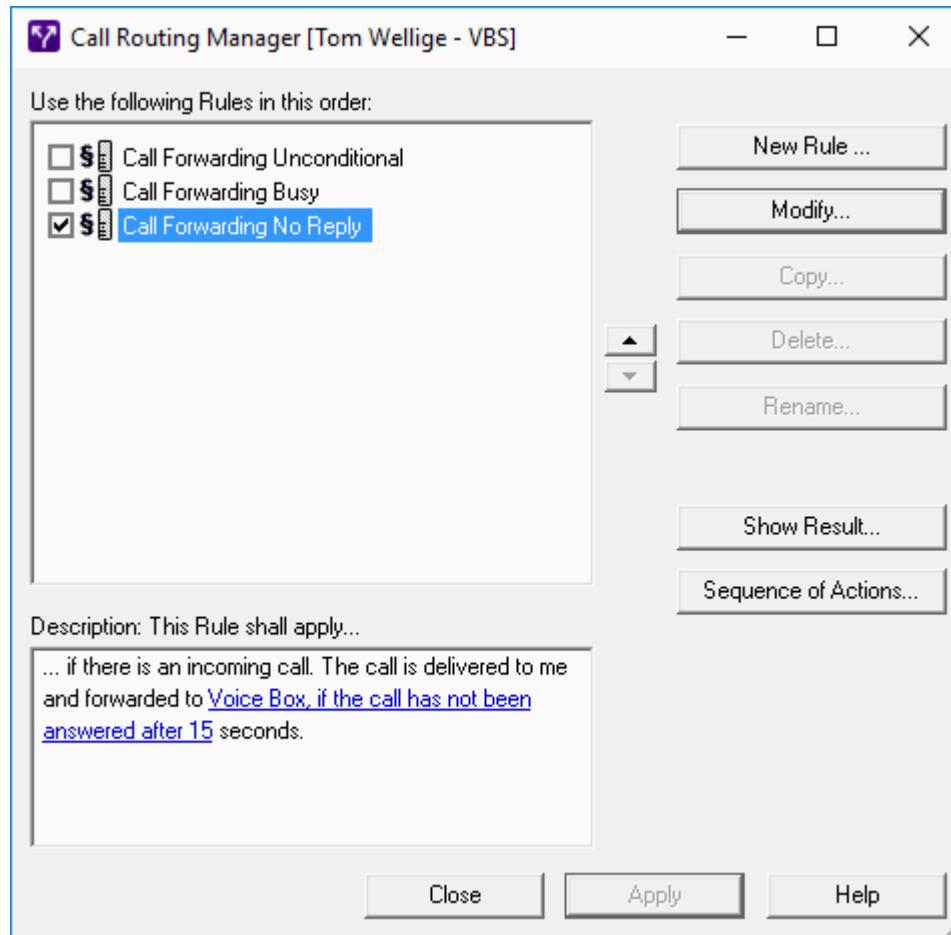 Call Routing Manager [Tom Wellige - VBS]
Use the following Rules in this order:
§ Call Forwarding Unconditional
§ Call Forwarding Busy
§ Call Forwarding No Reply
New Rule ...
Modify...
Copy...
Delete...
Rename...
Show Result...
Sequence of Actions...
Description: This Rule shall apply...
... if there is an incoming call. The call is delivered to me
and forwarded to Voice Box, if the call has not been
answered after 15 seconds.
Close
Apply
Help